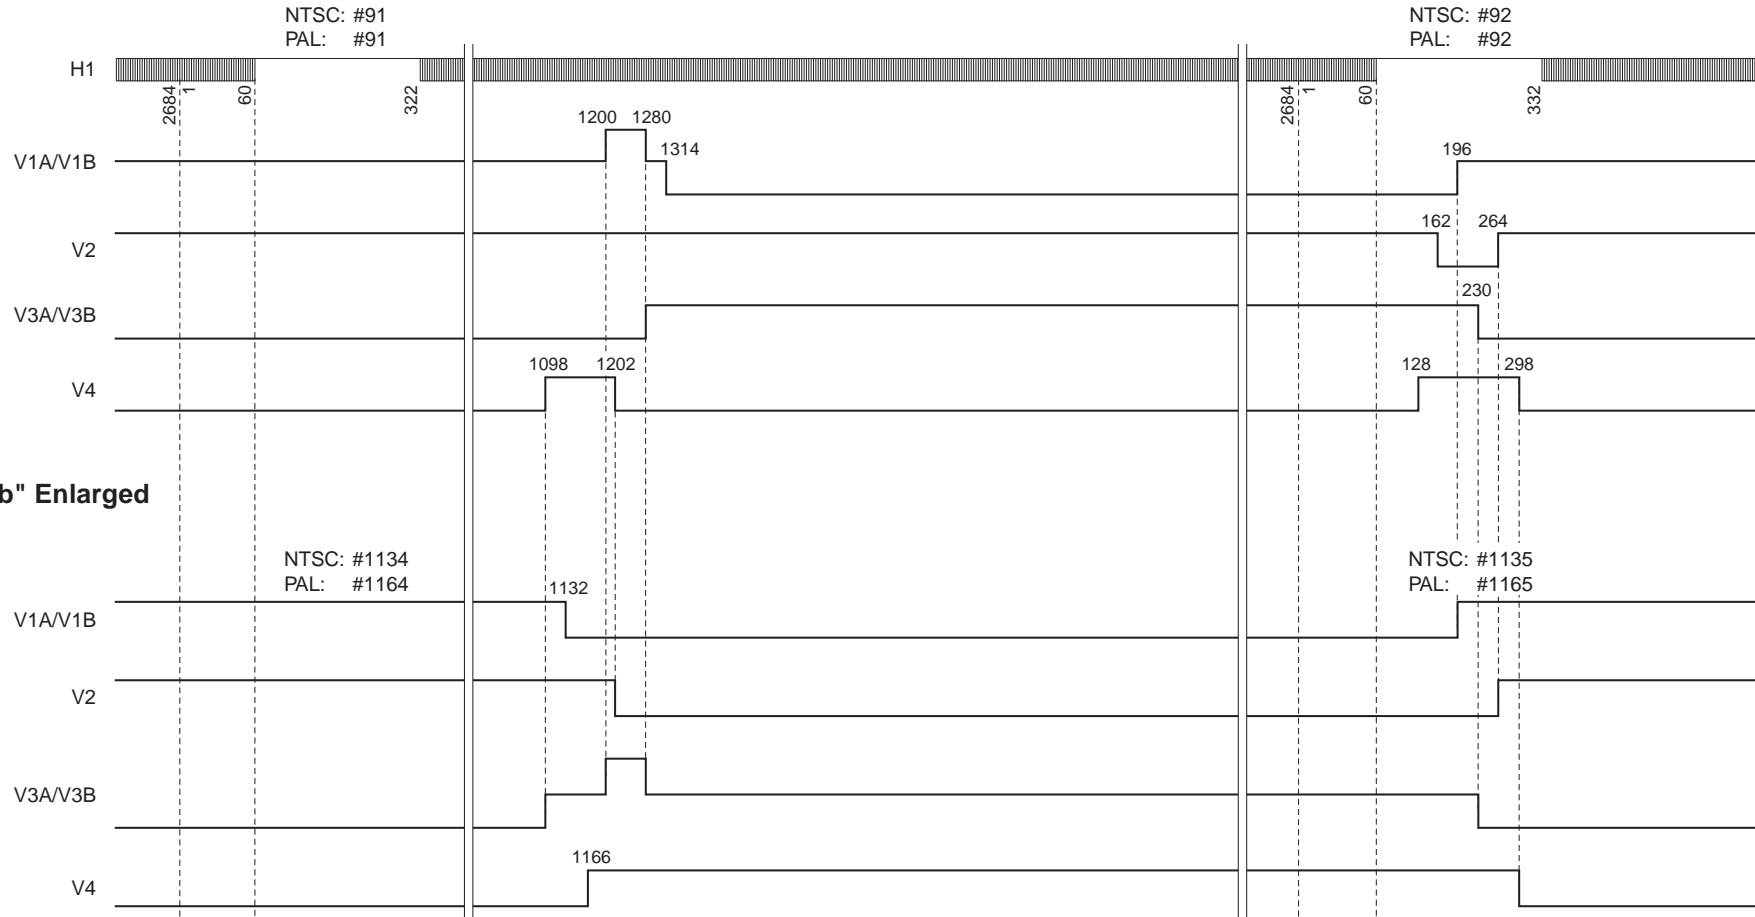 NTSC: #91
PAL: #91
NTSC: #92
PAL: #92
H1
2684
1
60
322
2684
1
60
332
1200 1280
1314
196
V1A/V1B
162 264
V2
230
V3A/V3B
1098 1202
128 298
V4
b" Enlarged
NTSC: #1134
PAL: #1164
NTSC: #1135
PAL: #1165
1132
V1A/V1B
V2
V3A/V3B
1166
V4